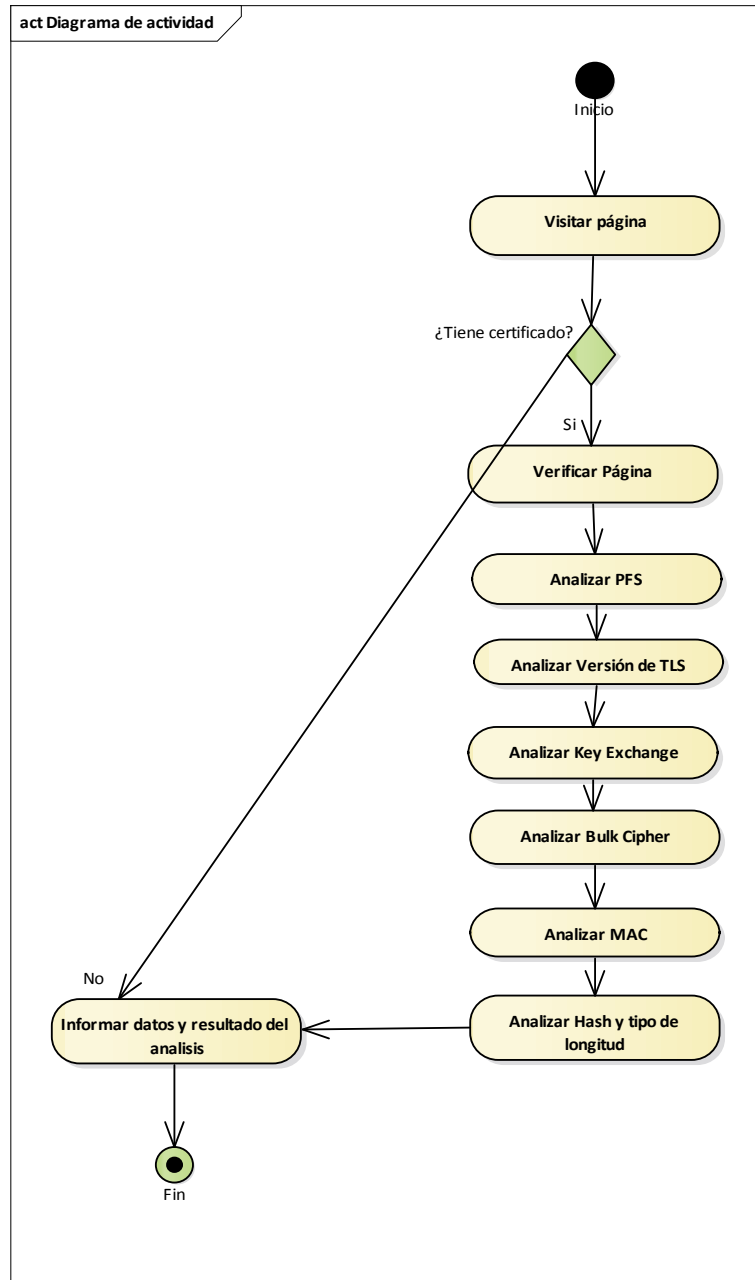 act Diagrama de actividad
Inicio
Visitar página
¿Tiene certificado?
Si
Verificar Página
Analizar PFS
Analizar Versión de TLS
Analizar Key Exchange
Analizar Bulk Cipher
Analizar MAC
No
Informar datos y resultado del
analisis
Analizar Hash y tipo de
longitud
Fin